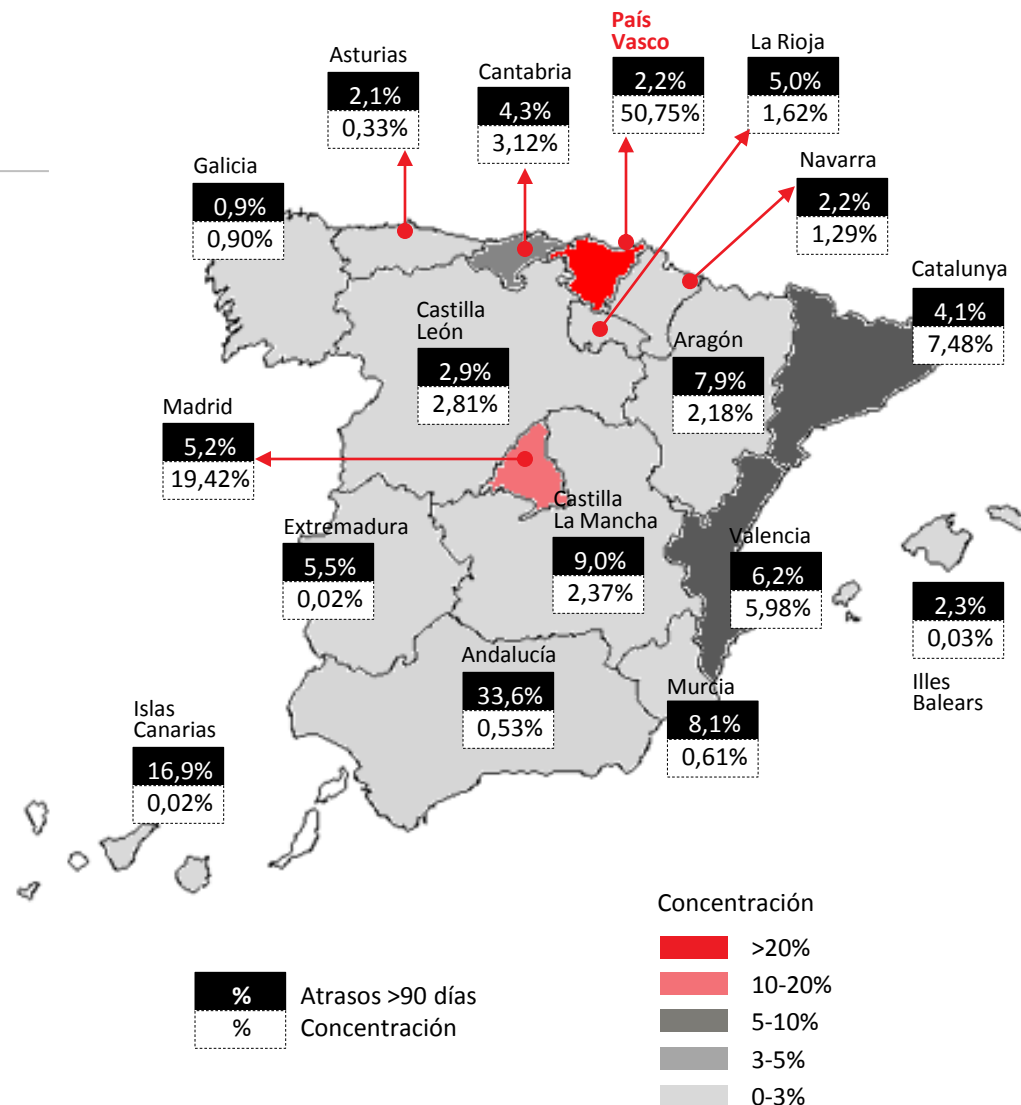 País
Vasco
2,2%
50,75%
La Rioja
5,0%
1,62%
Asturias
2,1%
0,33%
Cantabria
4,3%
3,12%
Galicia
0,9%
0,90%
Navarra
2,2%
1,29%
Catalunya
4,1%
7,48%
Castilla
León
2,9%
2,81%
Aragón
7,9%
2,18%
Madrid
5,2%
19,42%
Extremadura
5,5%
0,02%
Castilla
La Mancha
9,0%
2,37%
Valencia
6,2%
5,98%
2,3%
0,03%
Illes
Balears
Andalucía
33,6%
0,53%
Murcia
8,1%
0,61%
Islas
Canarias
16,9%
0,02%
% Atrasos >90 días
% Concentración
Concentración
>20%
10-20%
5-10%
3-5%
0-3%